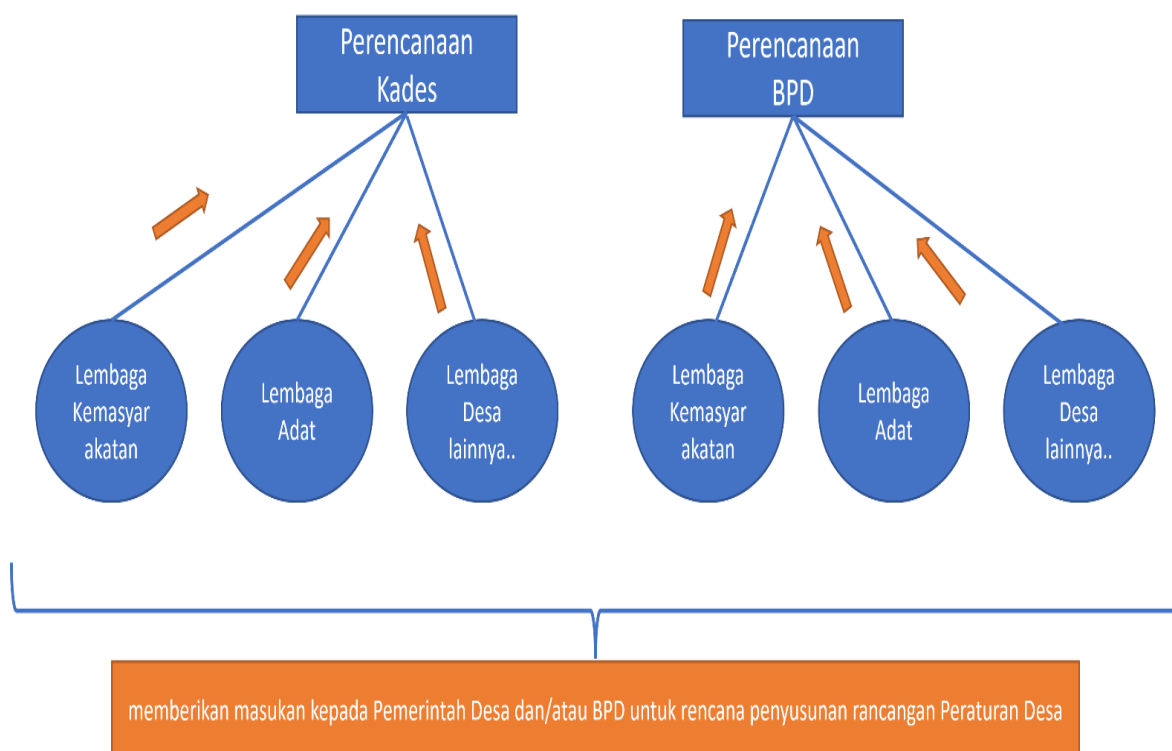 Perencanaan
Kades
Perencanaan
BPD
Lembaga
Kemasyar
akatan
Lembaga
Adat
Lembaga
Desa
lainnya..
Lembaga
Kemasyar
akatan
Lembaga
Adat
Lembaga
Desa
lainnya..
memberikan masukan kepada Pemerintah Desa dan/atau BPD untuk rencana penyusunan rancangan Peraturan Desa